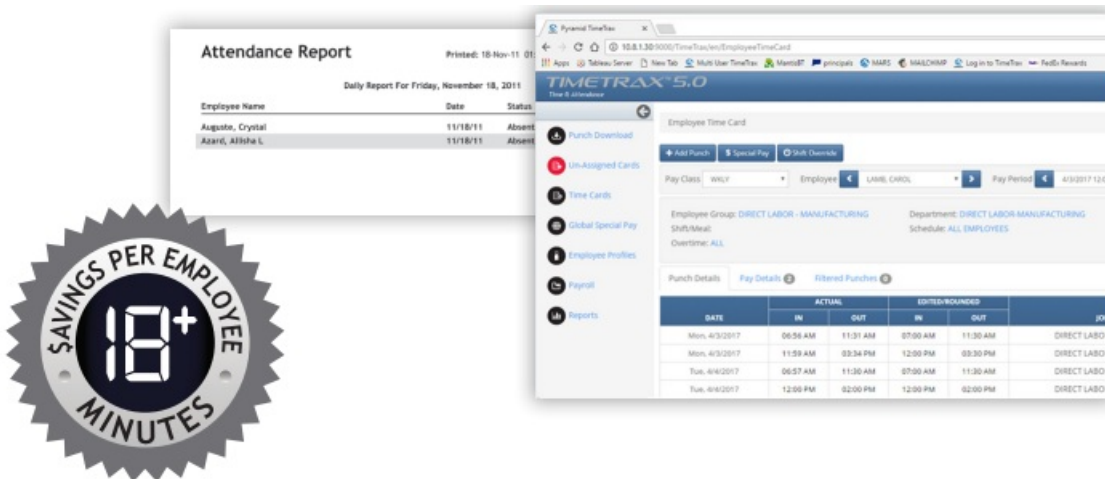 Attendance Report
Printed: 18-Nov-11 01:
Daily Report For Friday, November 18, 2011
Employee Name Date Status
Auguste, Crystal 11/18/11 Absent
Azard, Allisha L 11/18/11 Absent
$AVINGS PER EMPLOYEE
18+
MINUTES
Pyramid TimeTrax
10.8.1.30:9000/TimeTrax/en/EmployeeTimeCard
Apps Tableau Server New Tab Multi User TimeTrax MantisBT principals MARS MAILCHIMP Log in to TimeTrax FedEx Rewards
TIMETRAX 5.0
Time & Attendance
Punch Download
Un-Assigned Cards
Time Cards
Global Special Pay
Employee Profiles
Payroll
Reports
Employee Time Card
Add Punch $ Special Pay Shift Override
Pay Class WKLY Employee LAMB, CAROL Pay Period 4/3/2017 12:0
Employee Group: DIRECT LABOR - MANUFACTURING Department: DIRECT LABOR-MANUFACTURING
Shift/Meal: Schedule: ALL EMPLOYEES
Overtime: ALL
Punch Details Pay Details 2 Filtered Punches 0
ACTUAL EDITED/ROUNDED
DATE IN OUT IN OUT JO
Mon, 4/3/2017 06:56 AM 11:31 AM 07:00 AM 11:30 AM DIRECT LABO
Mon, 4/3/2017 11:59 AM 03:34 PM 12:00 PM 03:30 PM DIRECT LABO
Tue, 4/4/2017 06:57 AM 11:30 AM 07:00 AM 11:30 AM DIRECT LABO
Tue, 4/4/2017 12:00 PM 02:00 PM 12:00 PM 02:00 PM DIRECT LABO